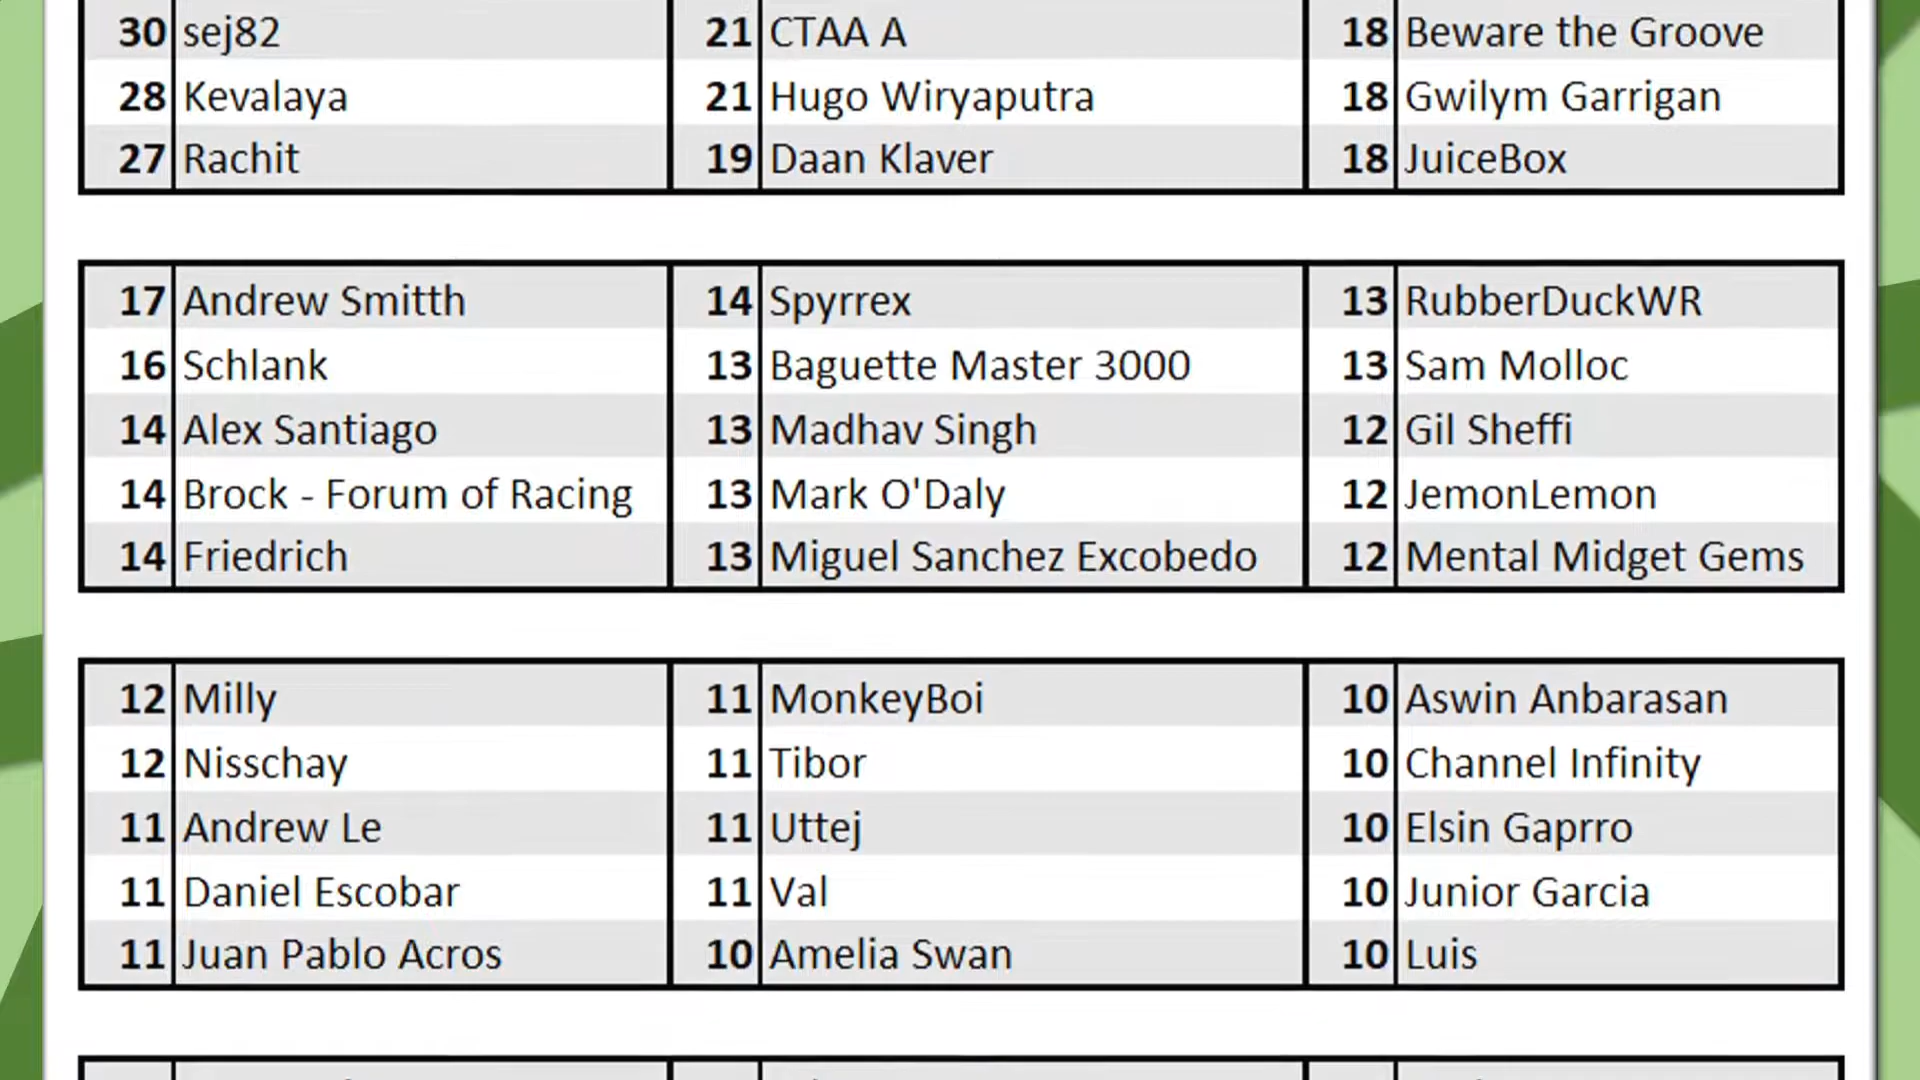 30 sej82 21 CTAA A 18 Beware the Groove
28 Kevalaya 21 Hugo Wiryaputra 18 Gwilym Garrigan
27 Rachit 19 Daan Klaver 18 JuiceBox
17 Andrew Smitth 14 Spyrrex 13 RubberDuckWR
16 Schlank 13 Baguette Master 3000 13 Sam Molloc
14 Alex Santiago 13 Madhav Singh 12 Gil Sheffi
14 Brock - Forum of Racing 13 Mark O'Daly 12 JemonLemon
14 Friedrich 13 Miguel Sanchez Excobedo 12 Mental Midget Gems
12 Milly 11 MonkeyBoi 10 Aswin Anbarasan
12 Nisschay 11 Tibor 10 Channel Infinity
11 Andrew Le 11 Uttej 10 Elsin Gaprro
11 Daniel Escobar 11 Val 10 Junior Garcia
11 Juan Pablo Acros 10 Amelia Swan 10 Luis